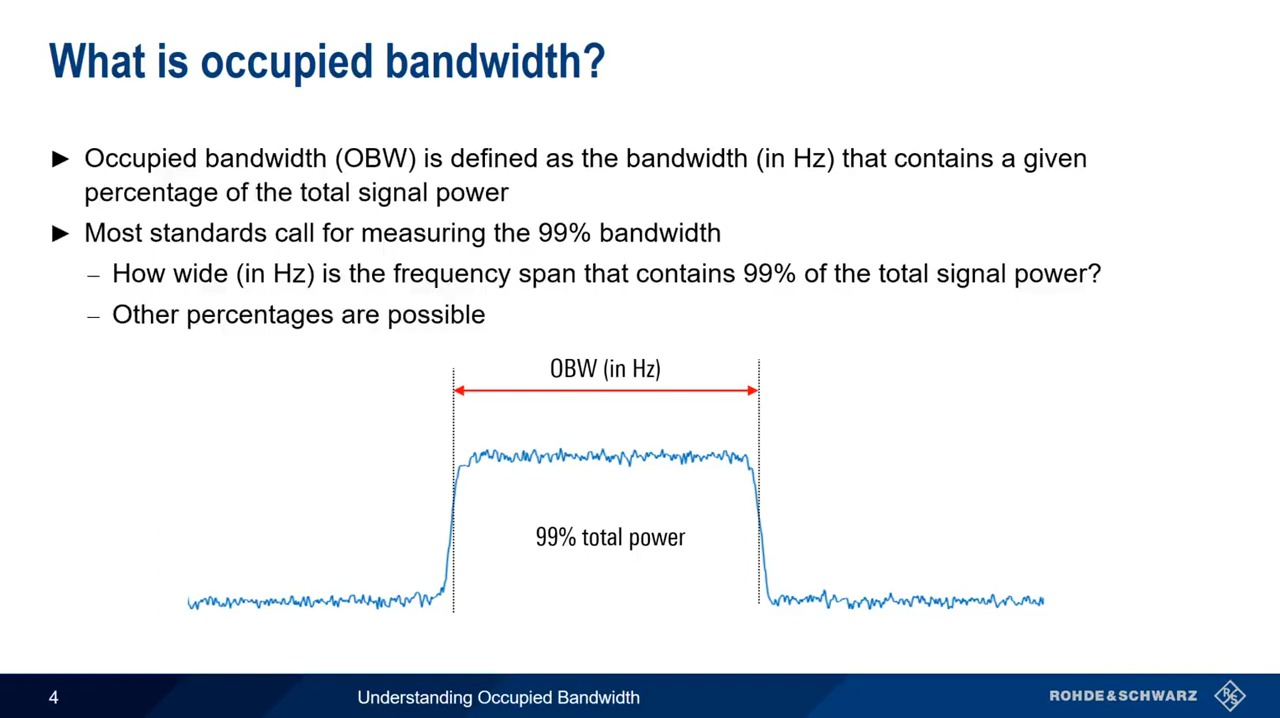 What is occupied bandwidth?
► Occupied bandwidth (OBW) is defined as the bandwidth (in Hz) that contains a given
percentage of the total signal power
► Most standards call for measuring the 99% bandwidth
– How wide (in Hz) is the frequency span that contains 99% of the total signal power?
– Other percentages are possible
OBW (in Hz)
99% total power
4
Understanding Occupied Bandwidth
ROHDE&SCHWARZ
R&S